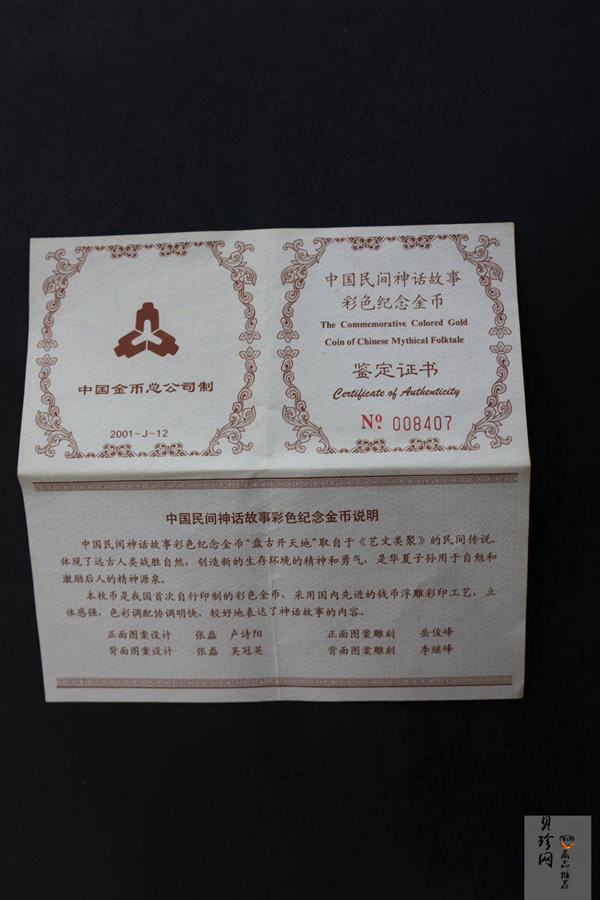 中国金币总公司制
2001-J-12
中国民间神话故事
彩色纪念金币
The Commemorative Colored Gold
Coin of Chinese Mythical Folktale
鉴定证书
Certificate of Authenticity
Nº 008407
中国民间神话故事彩色纪念金币说明
中国民间神话故事彩色纪念金币“盘古开天地”取自于《艺文类聚》的民间传说,
体现了远古人类战胜自然,创造新的生存环境的精神和勇气,是华夏子孙用于自勉和
激励后人的精神源泉。
本枚币是我国首次自行印制的彩色金币,采用国内先进的钱币浮雕彩印工艺,立
体感强,色彩调配协调明快,较好地表达了神话故事的内容。
正面图案设计 张磊 卢诗阳 正面图案雕刻 岳俊峰
背面图案设计 张磊 吴冠英 背面图案雕刻 李继峰
贝珍网
藏品推荐